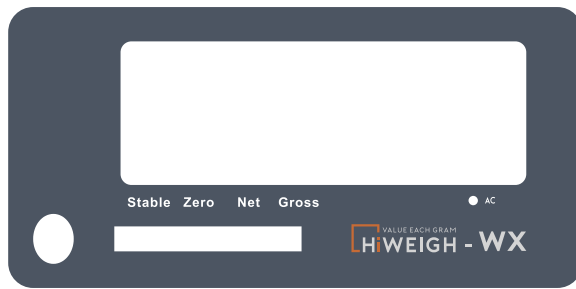 Stable Zero Net Gross
AC
VALUE EACH GRAM
HiWEIGH - WX